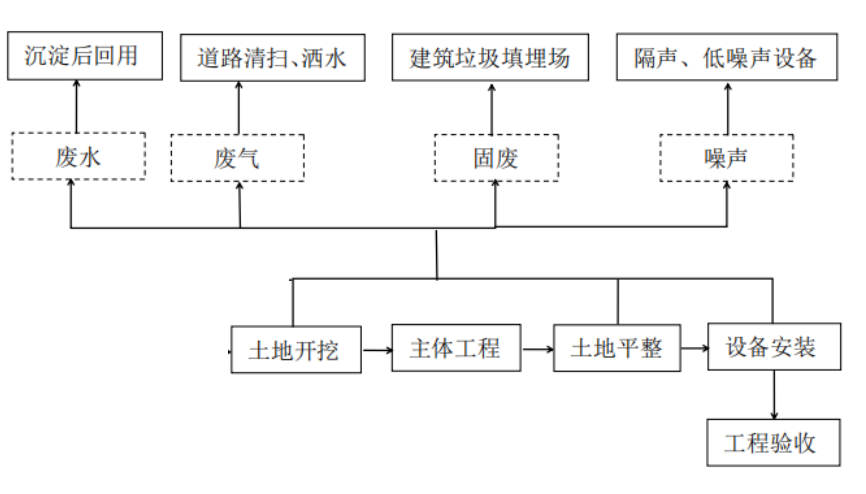 沉淀后回用
道路清扫、洒水
建筑垃圾填埋场
隔声、低噪声设备
废水
废气
固废
噪声
土地开挖
主体工程
土地平整
设备安装
工程验收